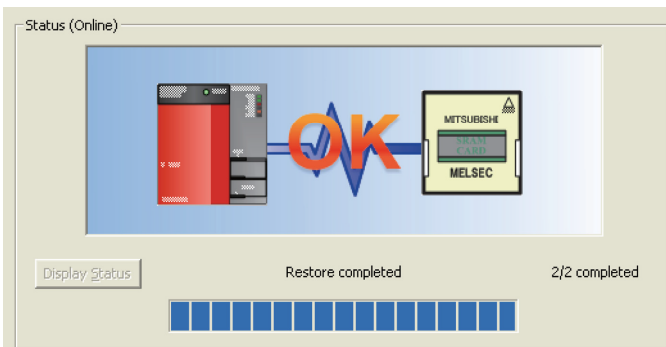 Status (Online)
OK
MITSUBISHI
SRAM
CARD
MELSEC
Display Status
Restore completed
2/2 completed